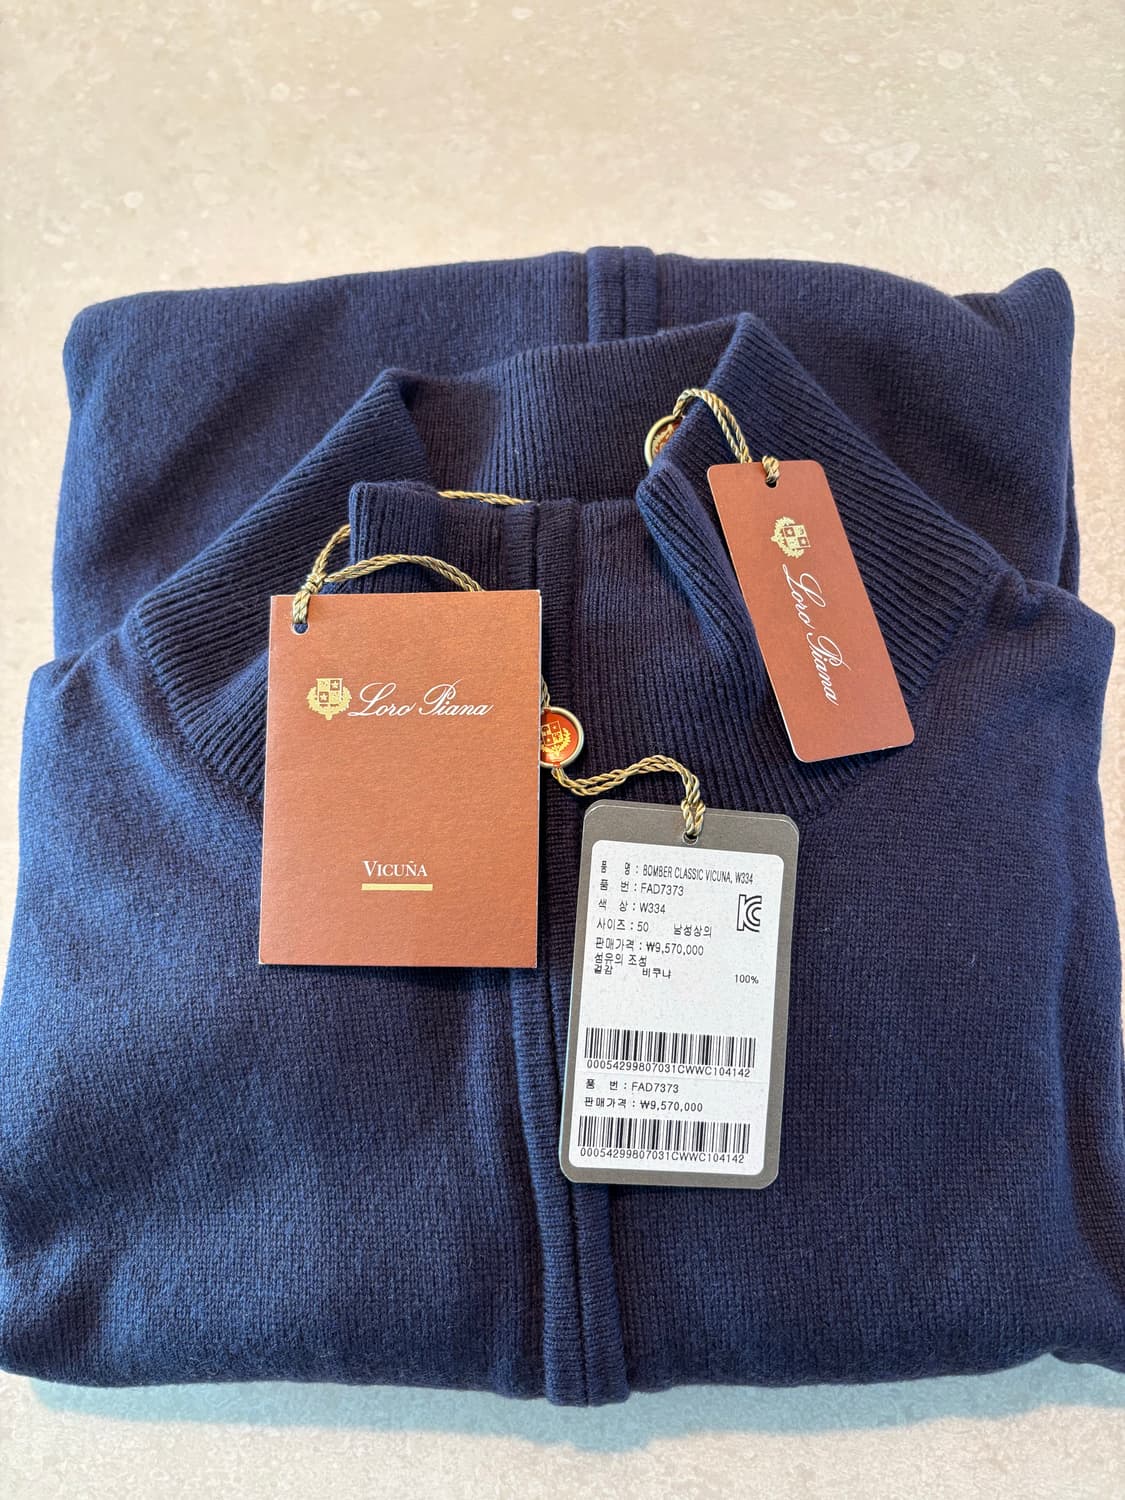 Loro Piana
Loro Piana
VICUÑA
품 명 : BOMBER CLASSIC VICUNA, W334
품 번 : FAD7373
색 상 : W334
사이즈 : 50 남성상의
판매가격 : ₩9,570,000
섬유의 조성
겉감 비쿠냐 100%
00054299807031CWWC104142
품 번 : FAD7373
판매가격 : ₩9,570,000
00054299807031CWWC104142